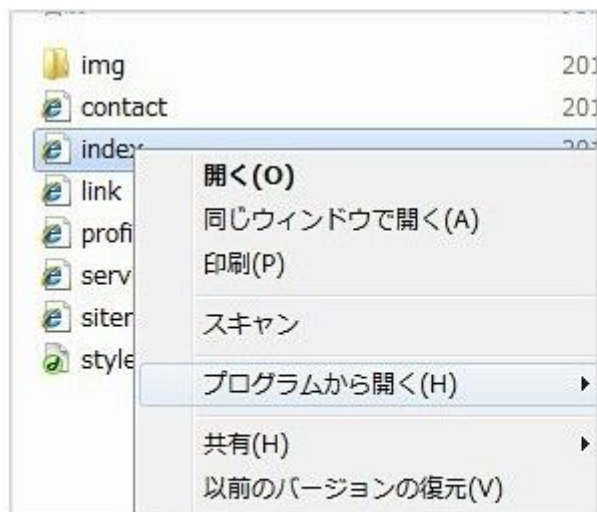 img
201
contact
201
index
201
link
profi
serv
siter
style
開く(O)
同じウィンドウで開く(A)
印刷(P)
スキャン
プログラムから開く(H)
共有(H)
以前のバージョンの復元(V)